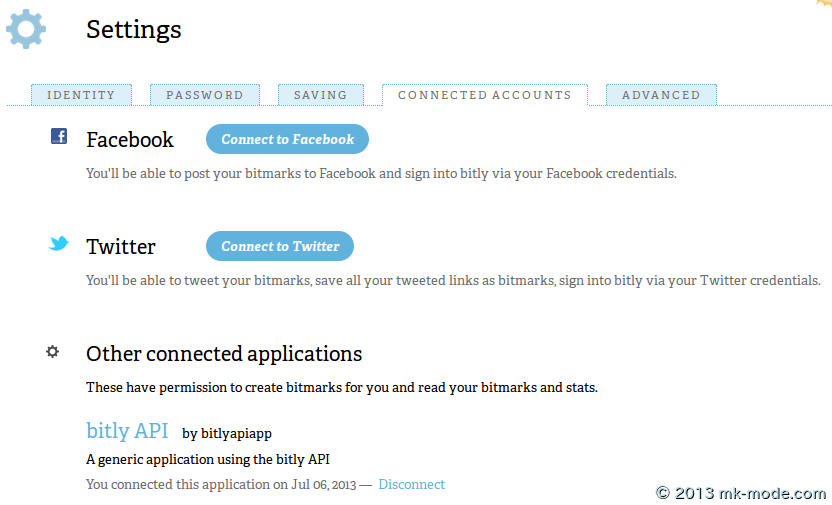 Settings
IDENTITY PASSWORD SAVING CONNECTED ACCOUNTS ADVANCED
Facebook Connect to Facebook
You'll be able to post your bitmarks to Facebook and sign into bitly via your Facebook credentials.
Twitter Connect to Twitter
You'll be able to tweet your bitmarks, save all your tweeted links as bitmarks, sign into bitly via your Twitter credentials.
Other connected applications
These have permission to create bitmarks for you and read your bitmarks and stats.
bitly API by bitlyapiapp
A generic application using the bitly API
You connected this application on Jul 06, 2013 — Disconnect
© 2013 mk-mode.com